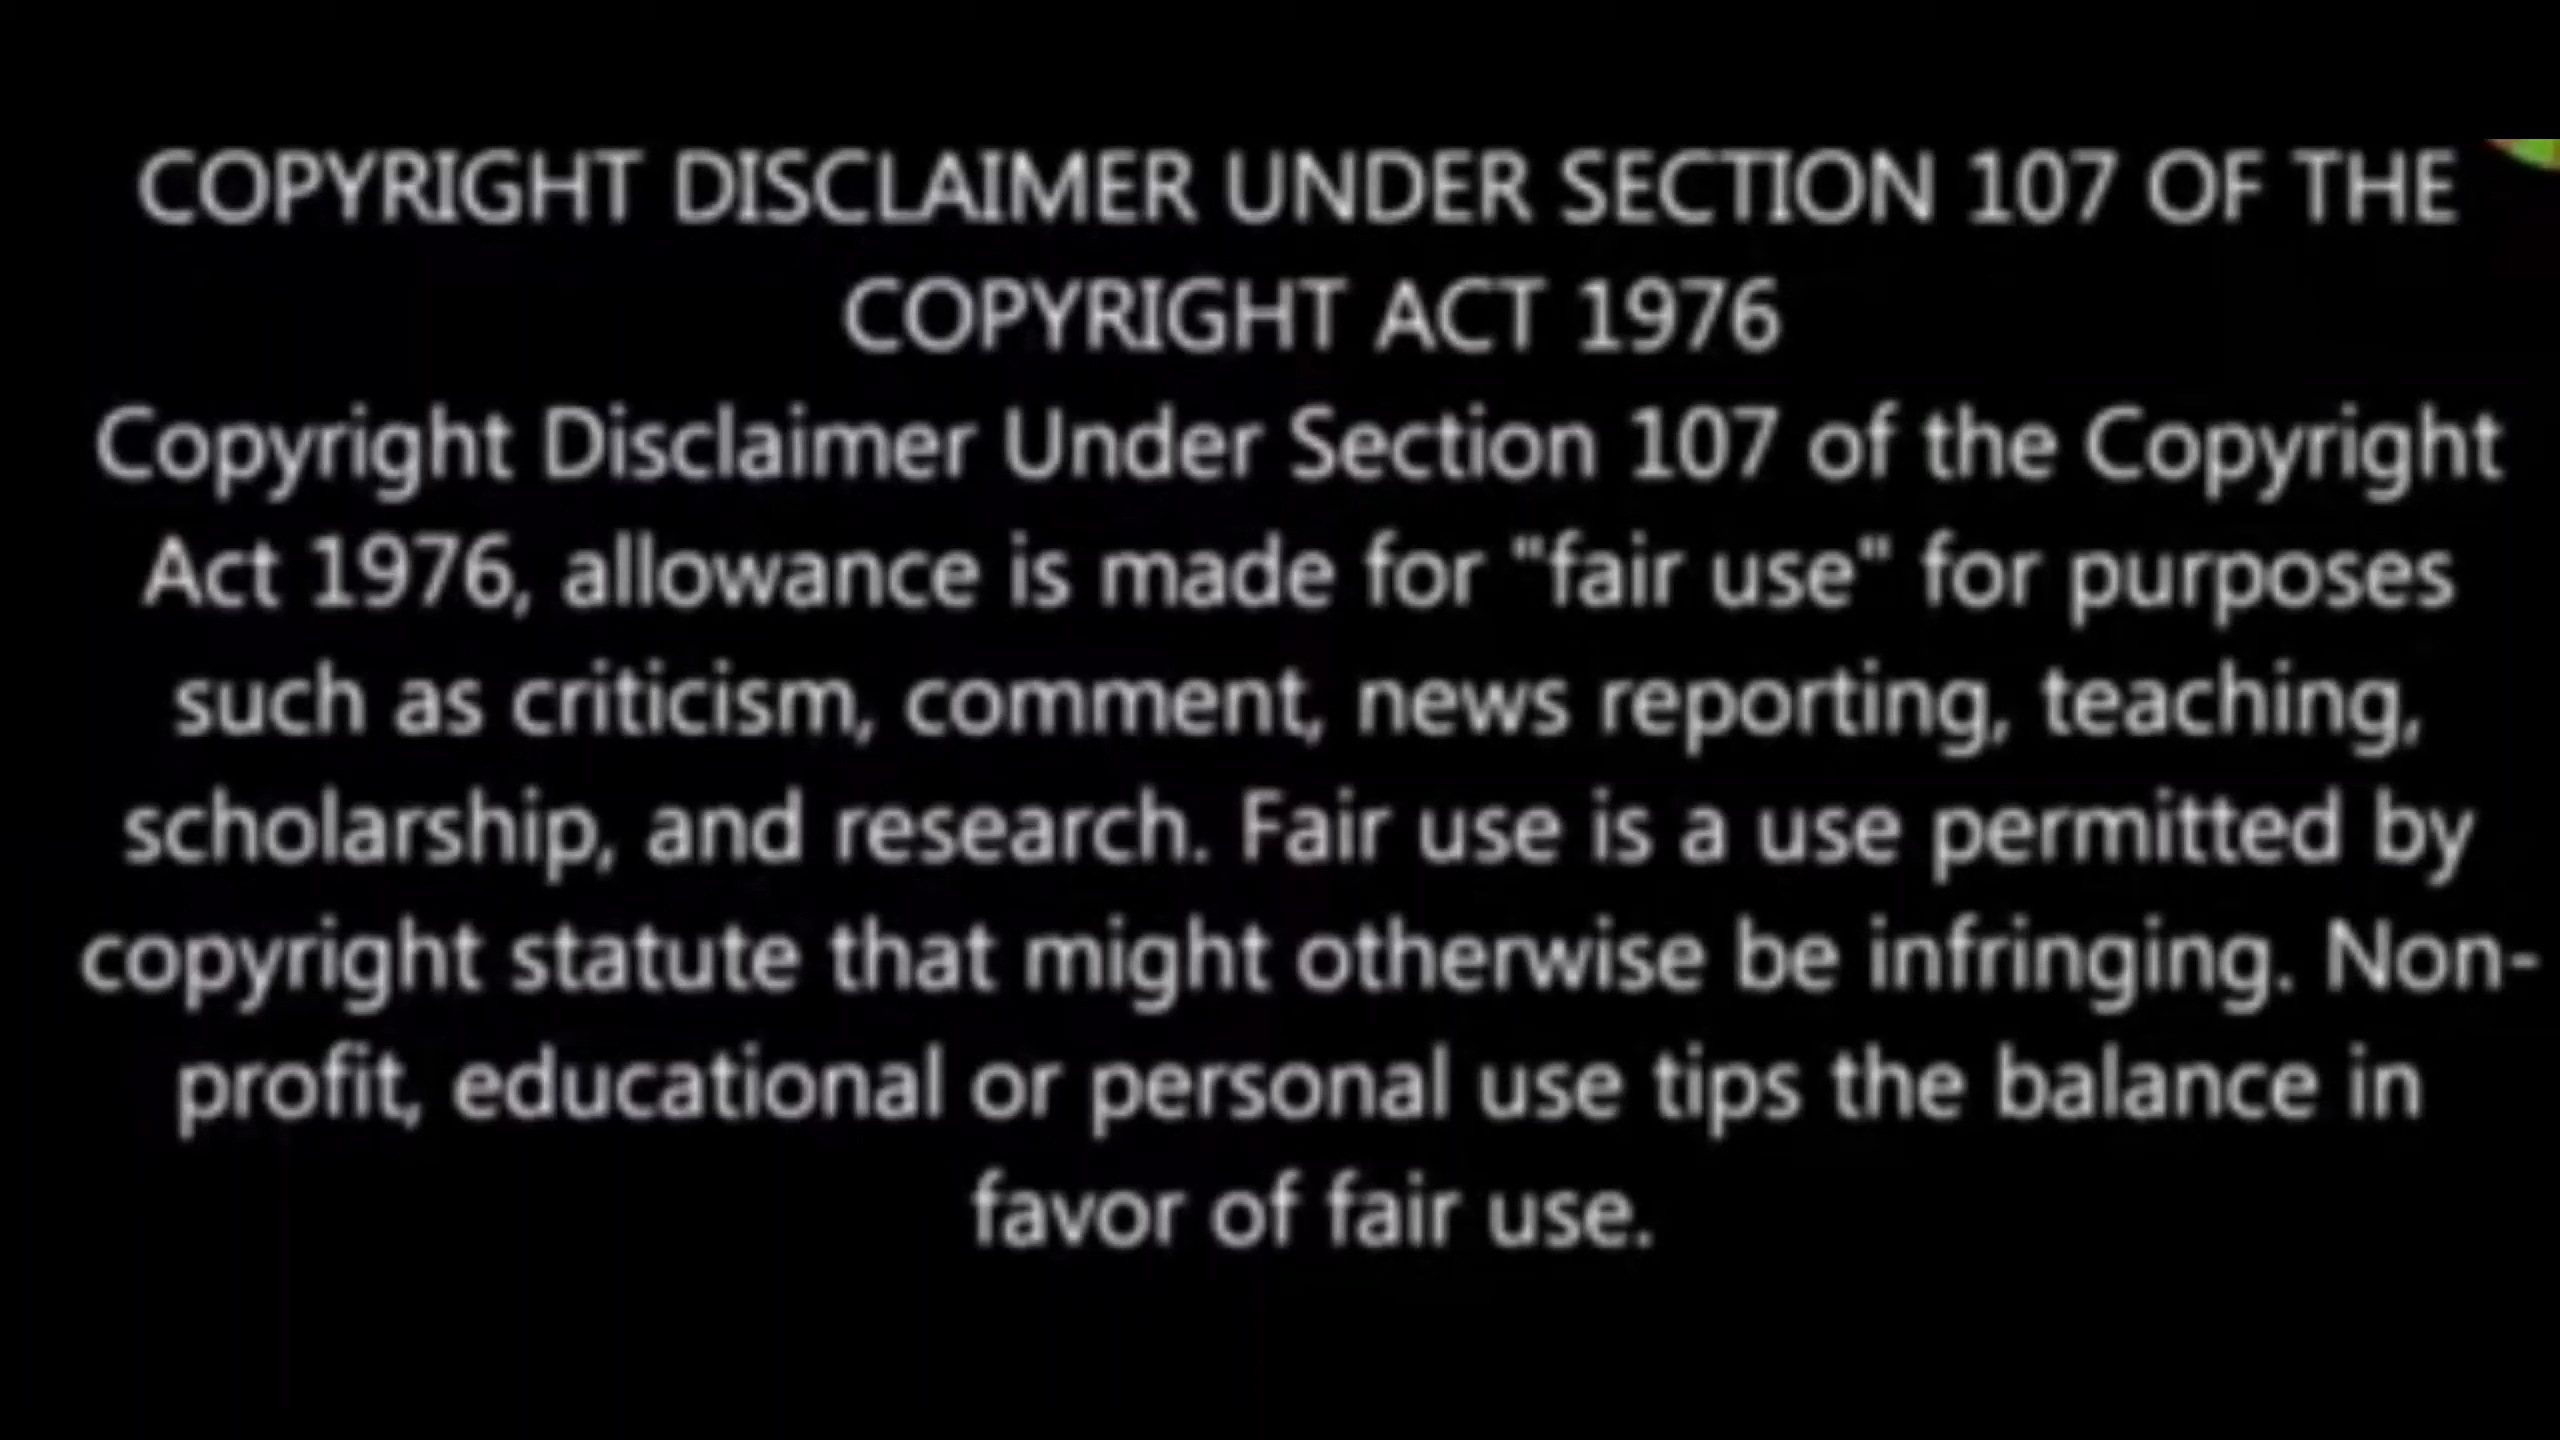 COPYRIGHT DISCLAIMER UNDER SECTION 107 OF THE
COPYRIGHT ACT 1976
Copyright Disclaimer Under Section 107 of the Copyright
Act 1976, allowance is made for "fair use" for purposes
such as criticism, comment, news reporting, teaching,
scholarship, and research. Fair use is a use permitted by
copyright statute that might otherwise be infringing. Non-
profit, educational or personal use tips the balance in
favor of fair use.